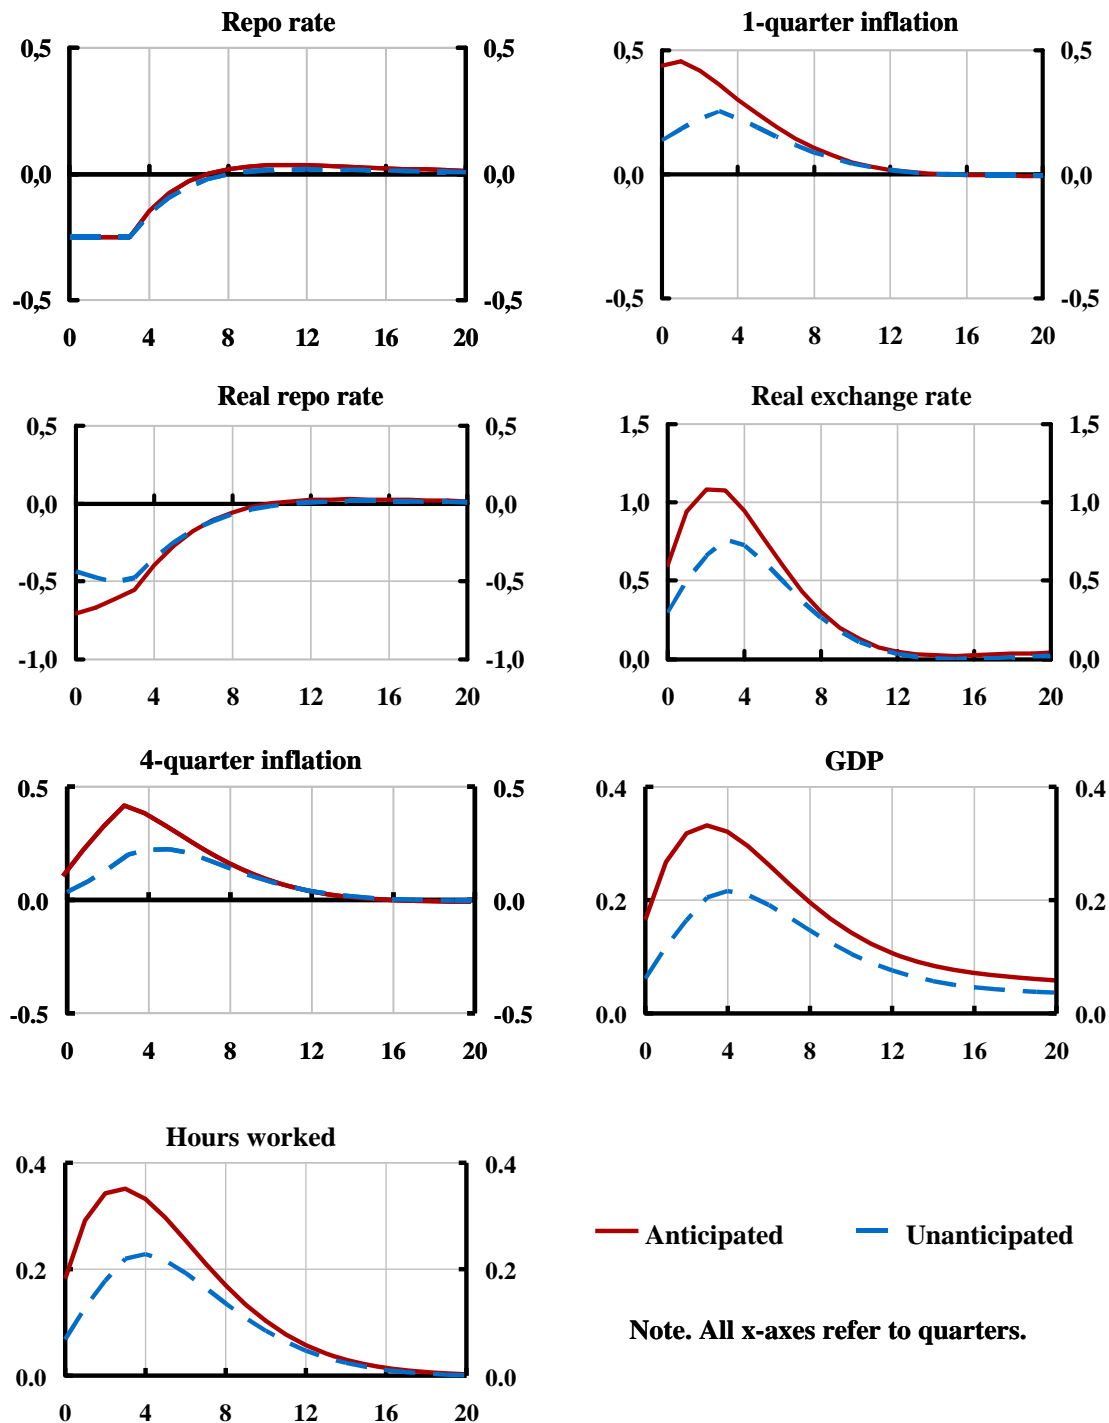 Repo rate
0,5 0,5
0,0 0,0
-0,5 -0,5
0 4 8 12 16 20
1-quarter inflation
0,5 0,5
0,0 0,0
-0,5 -0,5
0 4 8 12 16 20
Real repo rate
0,5 0,5
0,0 0,0
-0,5 -0,5
-1,0 -1,0
0 4 8 12 16 20
Real exchange rate
1,5 1,5
1,0 1,0
0,5 0,5
0,0 0,0
0 4 8 12 16 20
4-quarter inflation
0.5 0.5
0.0 0.0
-0.5 -0.5
0 4 8 12 16 20
GDP
0.4 0.4
0.2 0.2
0.0 0.0
0 4 8 12 16 20
Hours worked
0.4 0.4
0.2 0.2
0.0 0.0
0 4 8 12 16 20
Anticipated Unanticipated
Note. All x-axes refer to quarters.